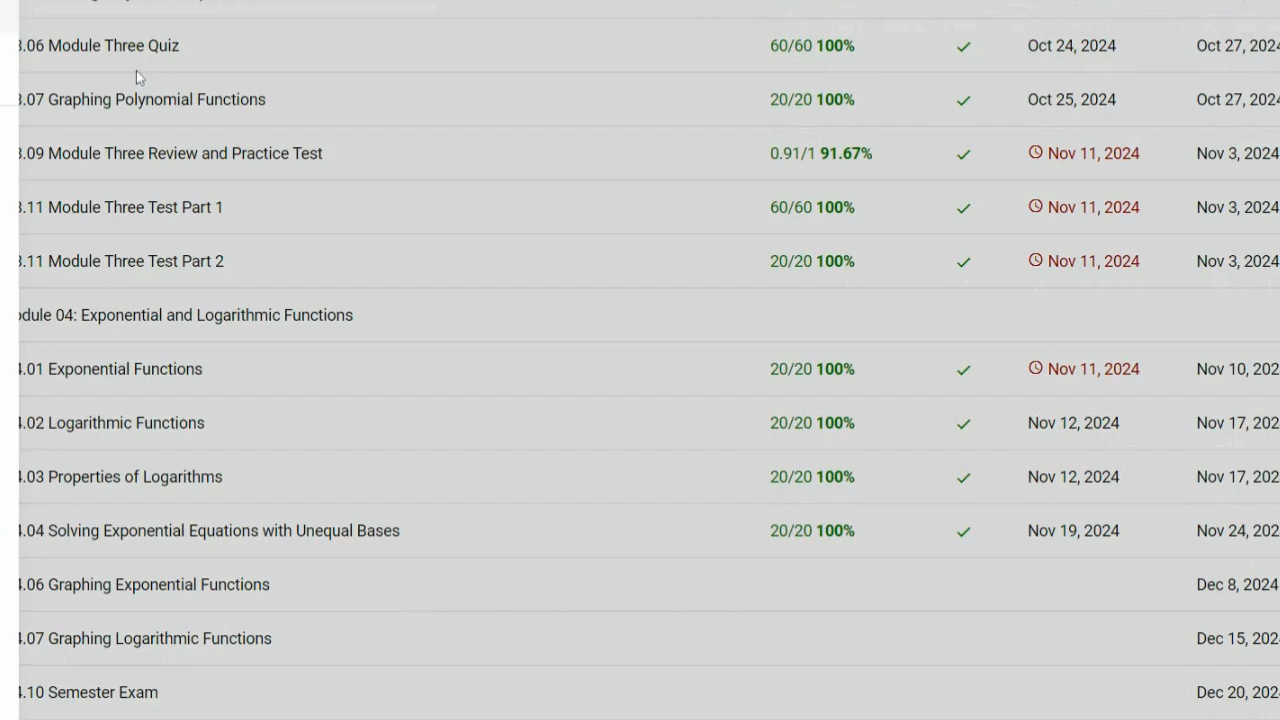 3.06 Module Three Quiz 60/60 100% ✓ Oct 24, 2024 Oct 27, 2024
3.07 Graphing Polynomial Functions 20/20 100% ✓ Oct 25, 2024 Oct 27, 2024
3.09 Module Three Review and Practice Test 0.91/1 91.67% ✓ Nov 11, 2024 Nov 3, 2024
3.11 Module Three Test Part 1 60/60 100% ✓ Nov 11, 2024 Nov 3, 2024
3.11 Module Three Test Part 2 20/20 100% ✓ Nov 11, 2024 Nov 3, 2024
odule 04: Exponential and Logarithmic Functions
4.01 Exponential Functions 20/20 100% ✓ Nov 11, 2024 Nov 10, 202
4.02 Logarithmic Functions 20/20 100% ✓ Nov 12, 2024 Nov 17, 202
4.03 Properties of Logarithms 20/20 100% ✓ Nov 12, 2024 Nov 17, 202
4.04 Solving Exponential Equations with Unequal Bases 20/20 100% ✓ Nov 19, 2024 Nov 24, 202
4.06 Graphing Exponential Functions Dec 8, 2024
4.07 Graphing Logarithmic Functions Dec 15, 202
4.10 Semester Exam Dec 20, 202